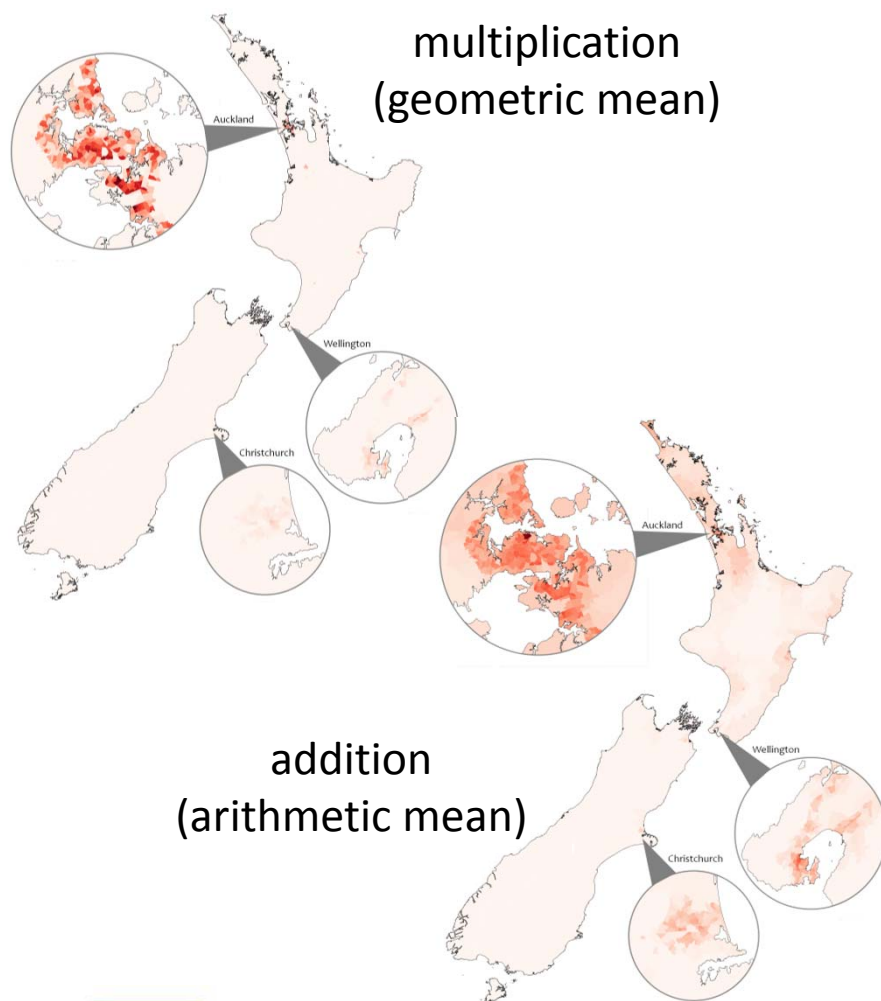 multiplication
(geometric mean)
Auckland
Wellington
Christchurch
Auckland
addition
(arithmetic mean)
Wellington
Christchurch